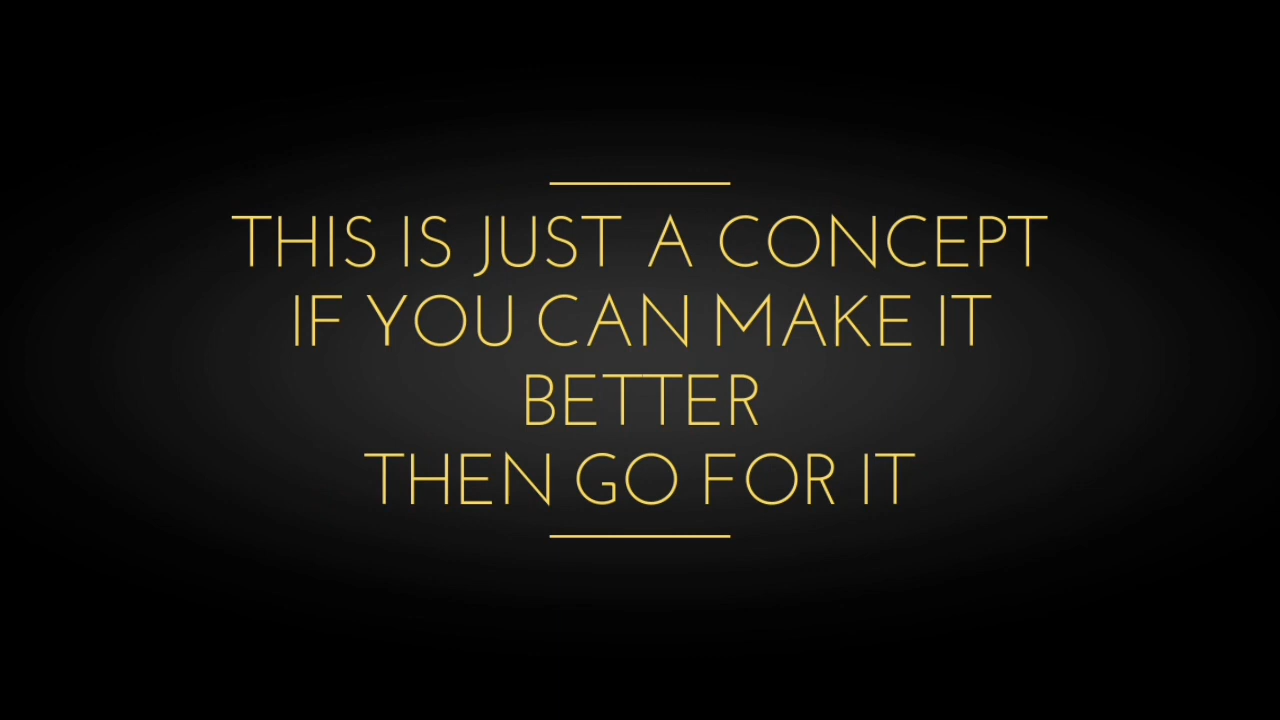 THIS IS JUST A CONCEPT
IF YOU CAN MAKE IT
BETTER
THEN GO FOR IT